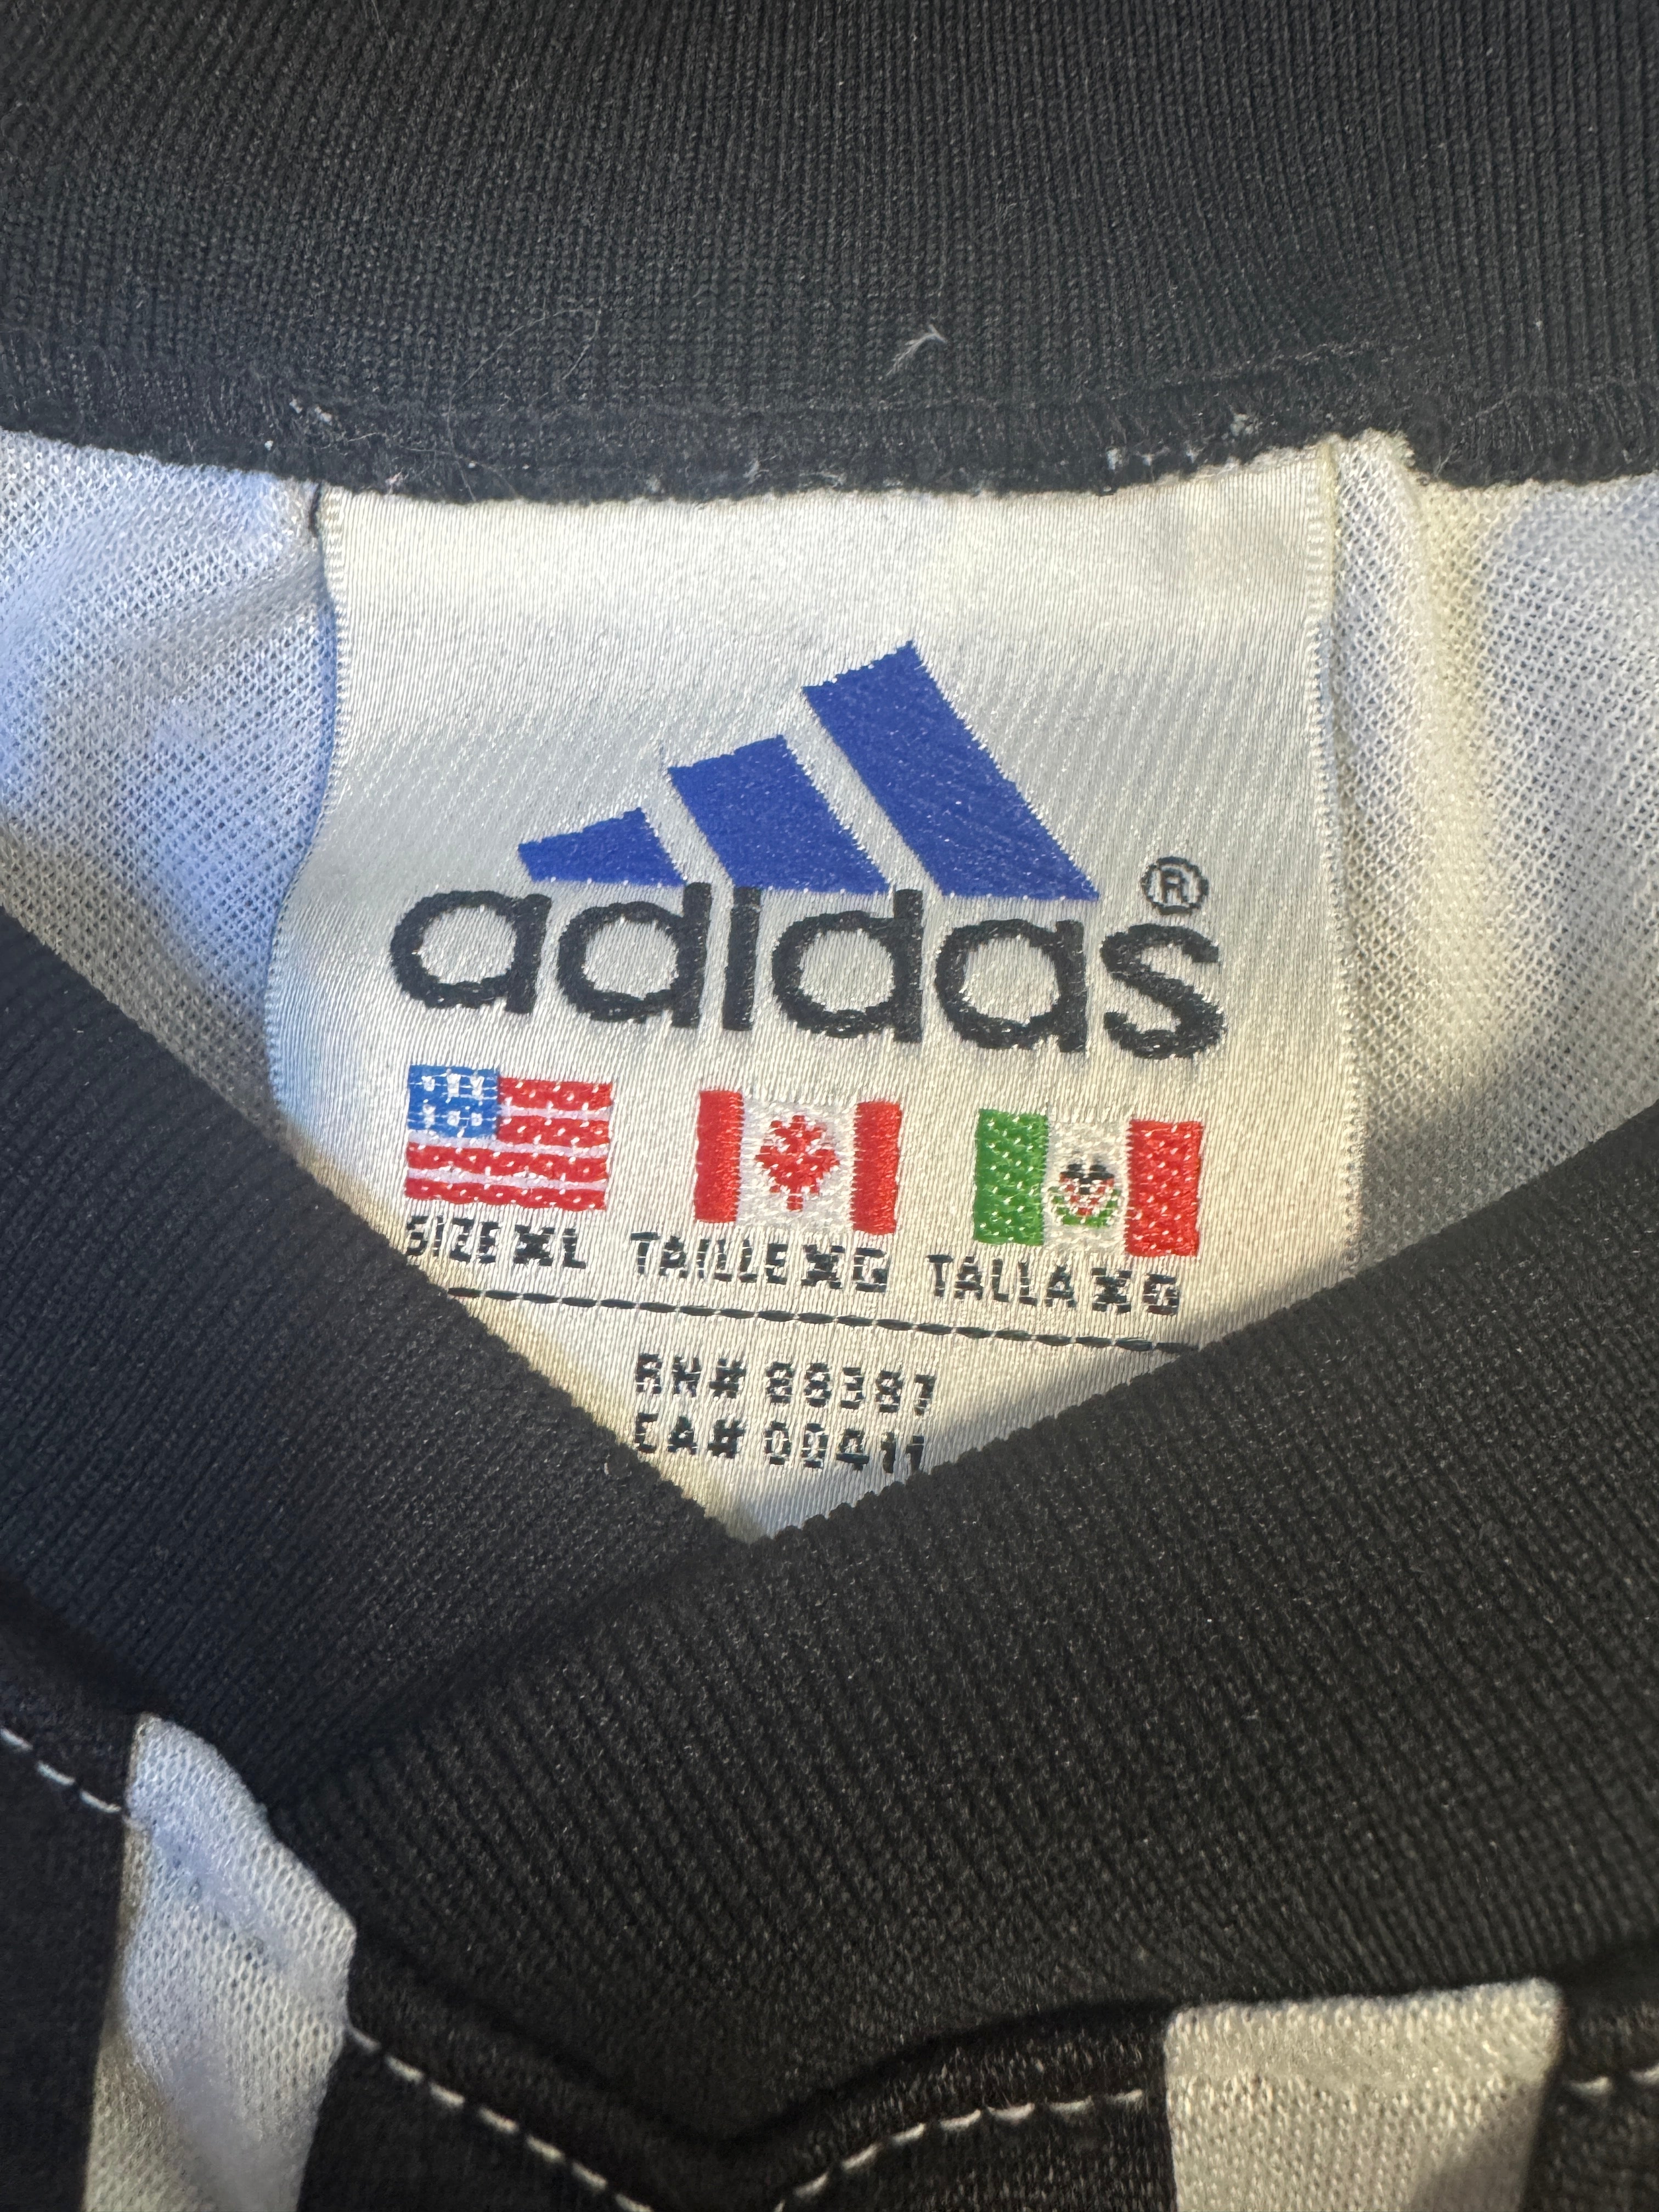 adidas®
SIZE XL TAILLE XG TALLA XG
RN# 88387
CA# 00411